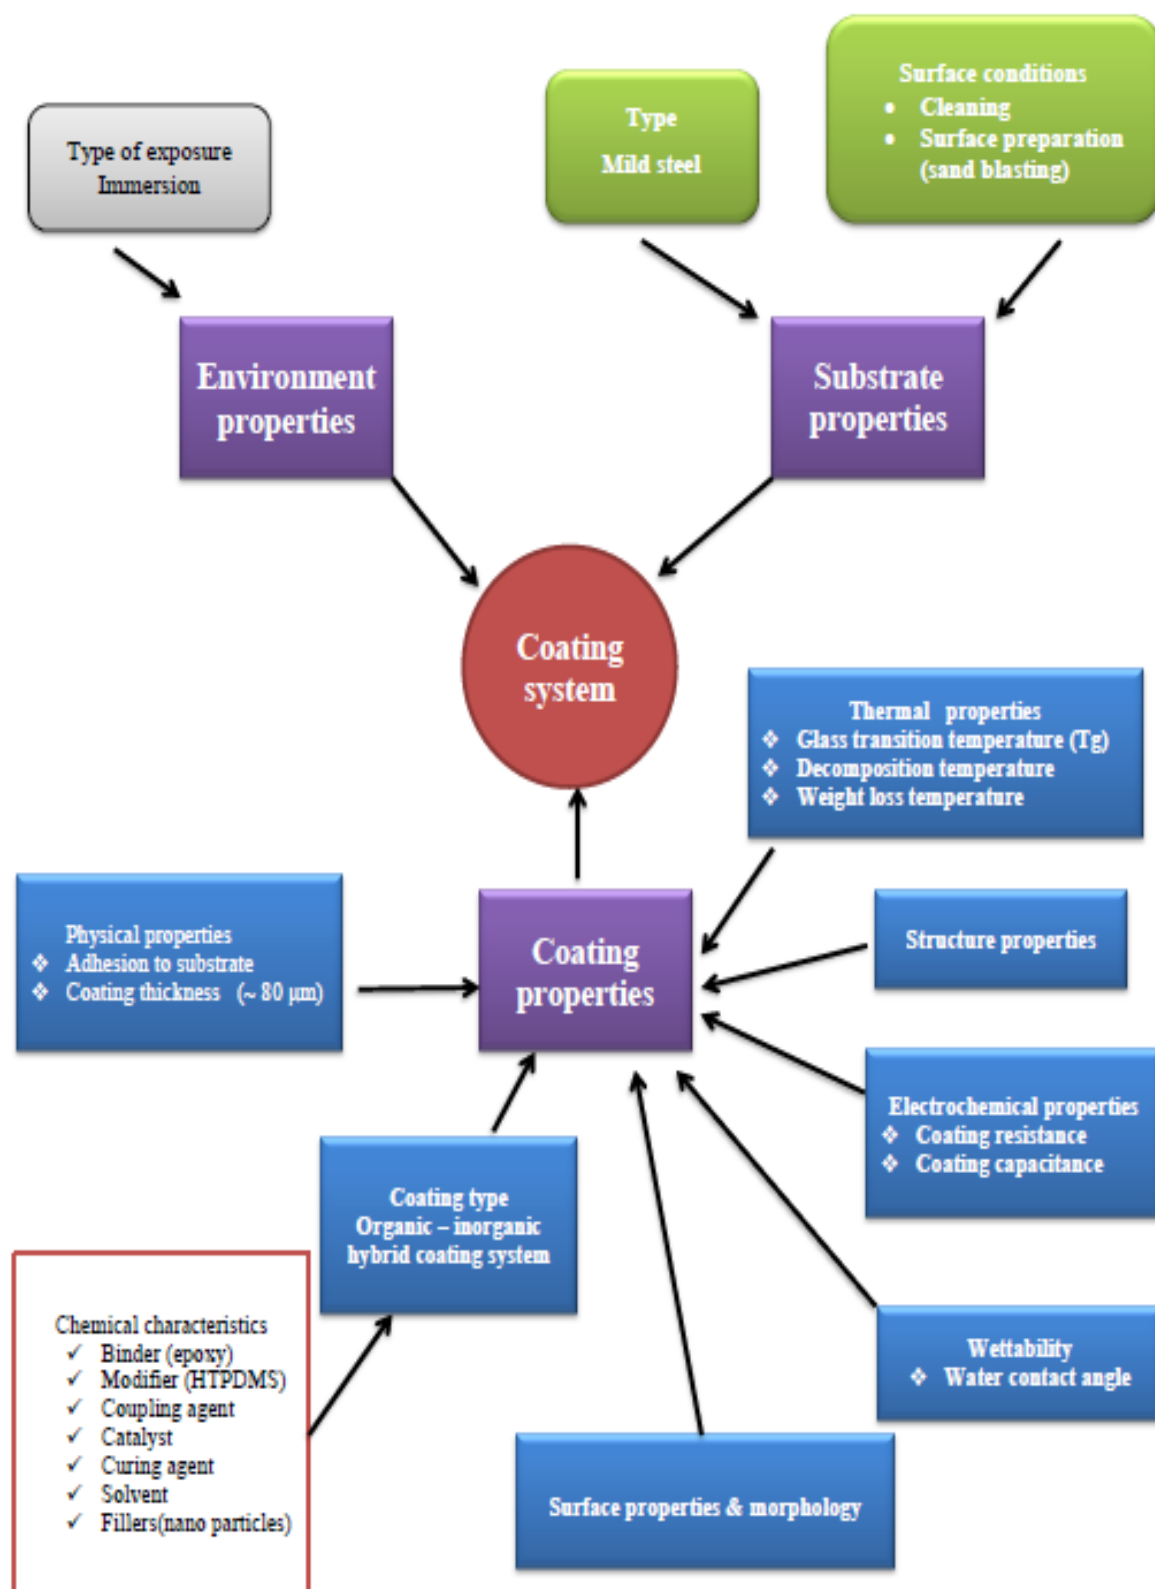 Type of exposure
Immersion
Type
Mild steel
Surface conditions
• Cleaning
• Surface preparation
(sand blasting)
Environment
properties
Substrate
properties
Coating
system
Thermal properties
❖ Glass transition temperature (Tg)
❖ Decomposition temperature
❖ Weight loss temperature
Physical properties
❖ Adhesion to substrate
❖ Coating thickness (~ 80 µm)
Coating
properties
Structure properties
Electrochemical properties
❖ Coating resistance
❖ Coating capacitance
Coating type
Organic – inorganic
hybrid coating system
Chemical characteristics
✓ Binder (epoxy)
✓ Modifier (HTPDMS)
✓ Coupling agent
✓ Catalyst
✓ Curing agent
✓ Solvent
✓ Fillers(nano particles)
Wettability
❖ Water contact angle
Surface properties & morphology